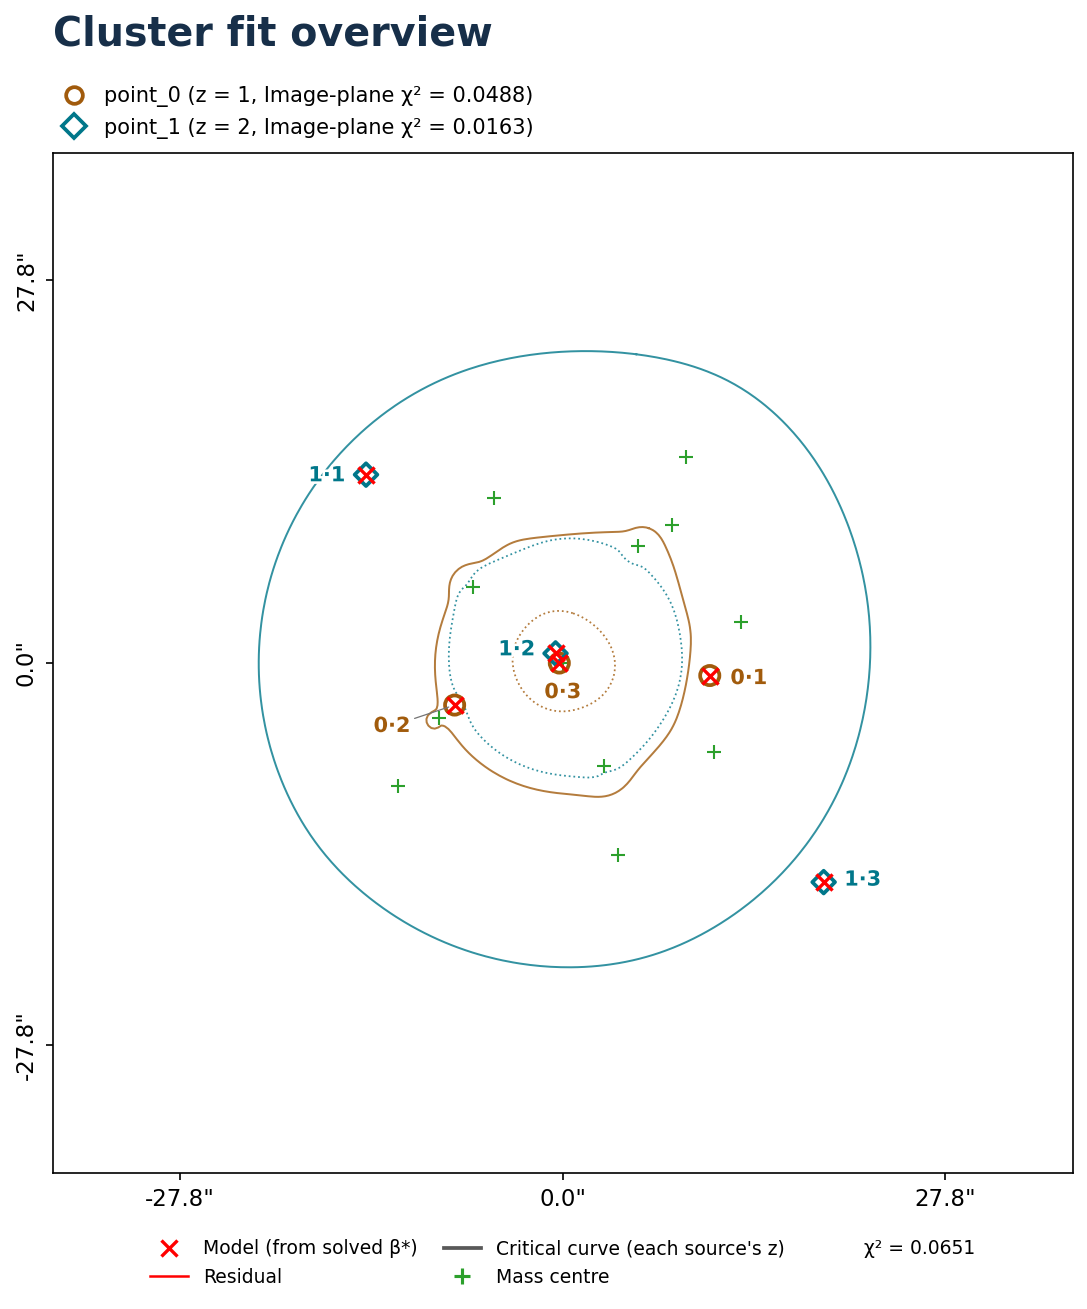 Cluster fit overview
point_0 (z = 1, Image-plane χ² = 0.0488)
point_1 (z = 2, Image-plane χ² = 0.0163)
27.8"
1·1
1·2
0.0"
0·1
0·3
0·2
1·3
-27.8"
-27.8"
0.0"
27.8"
Model (from solved β*)
Critical curve (each source's z)
χ² = 0.0651
Residual
Mass centre